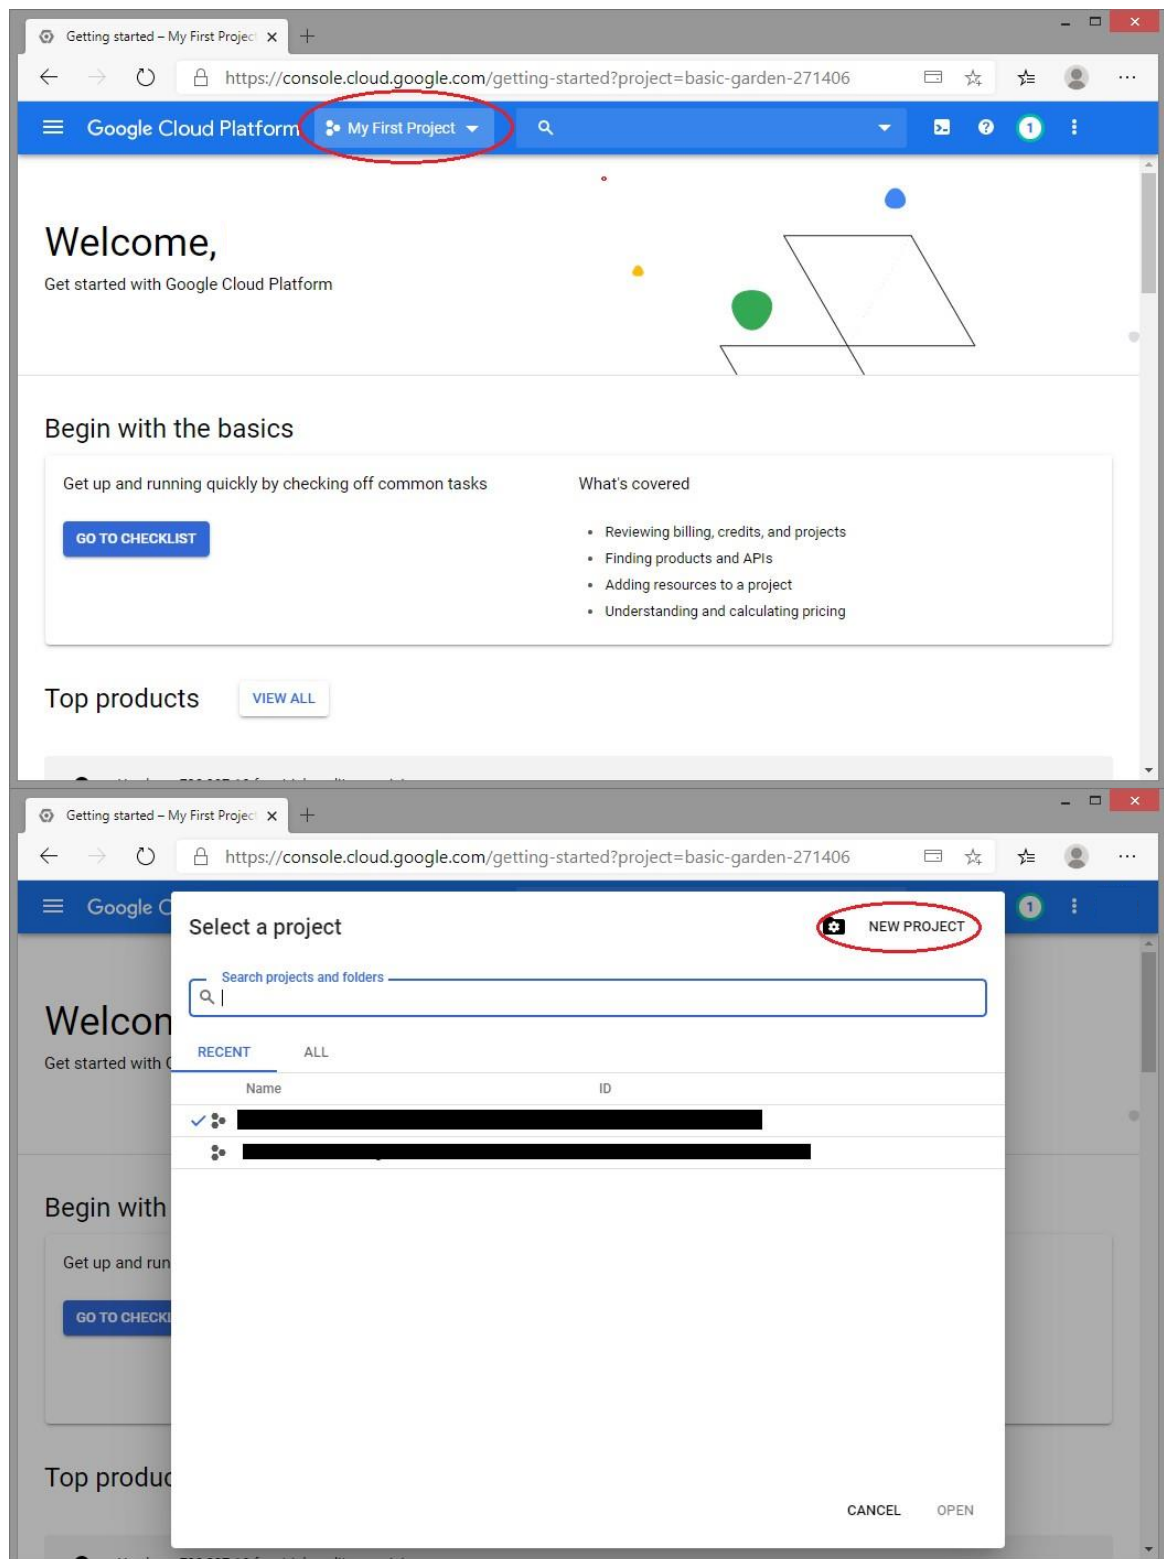 Getting started – My First Projec
https://console.cloud.google.com/getting-started?project=basic-garden-271406
Google Cloud Platform My First Project 1
Welcome,
Get started with Google Cloud Platform
Begin with the basics
Get up and running quickly by checking off common tasks
GO TO CHECKLIST
What's covered
Reviewing billing, credits, and projects
Finding products and APIs
Adding resources to a project
Understanding and calculating pricing
Top products VIEW ALL
Getting started – My First Projec
https://console.cloud.google.com/getting-started?project=basic-garden-271406
Google C 1
Select a project NEW PROJECT
Search projects and folders
RECENT ALL
Name ID
Welcon
Get started with
Begin with
Get up and run
GO TO CHECKL
Top produc
CANCEL OPEN